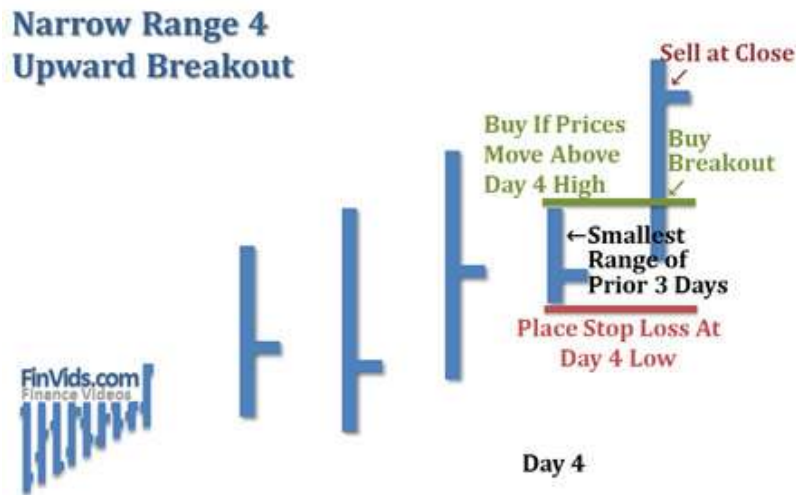 Narrow Range 4
Upward Breakout
Sell at Close
↙
Buy If Prices
Move Above
Day 4 High
Buy
Breakout
↙
←Smallest
Range of
Prior 3 Days
Place Stop Loss At
Day 4 Low
FinVids.com
Finance Videos
Day 4